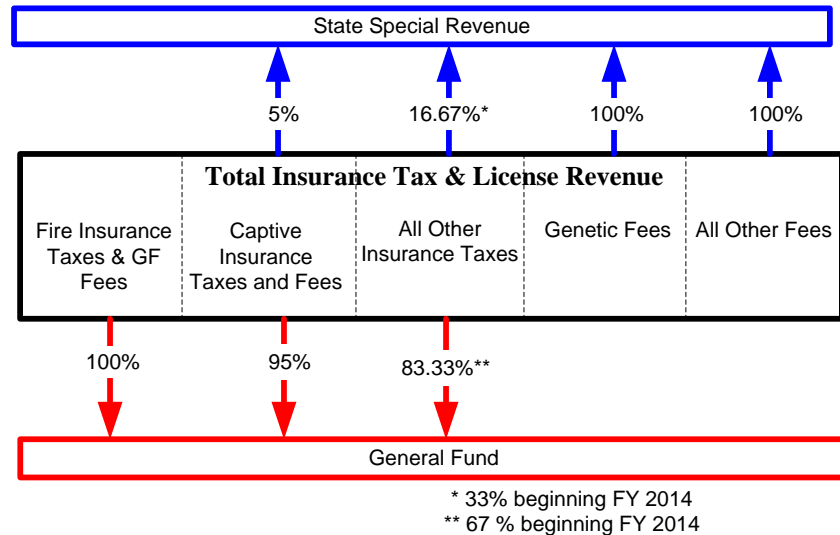 State Special Revenue
5%
16.67%*
100%
100%
Total Insurance Tax & License Revenue
Fire Insurance
Taxes & GF
Fees
Captive
Insurance
Taxes and Fees
All Other
Insurance Taxes
Genetic Fees
All Other Fees
100%
95%
83.33%**
General Fund
* 33% beginning FY 2014
** 67 % beginning FY 2014